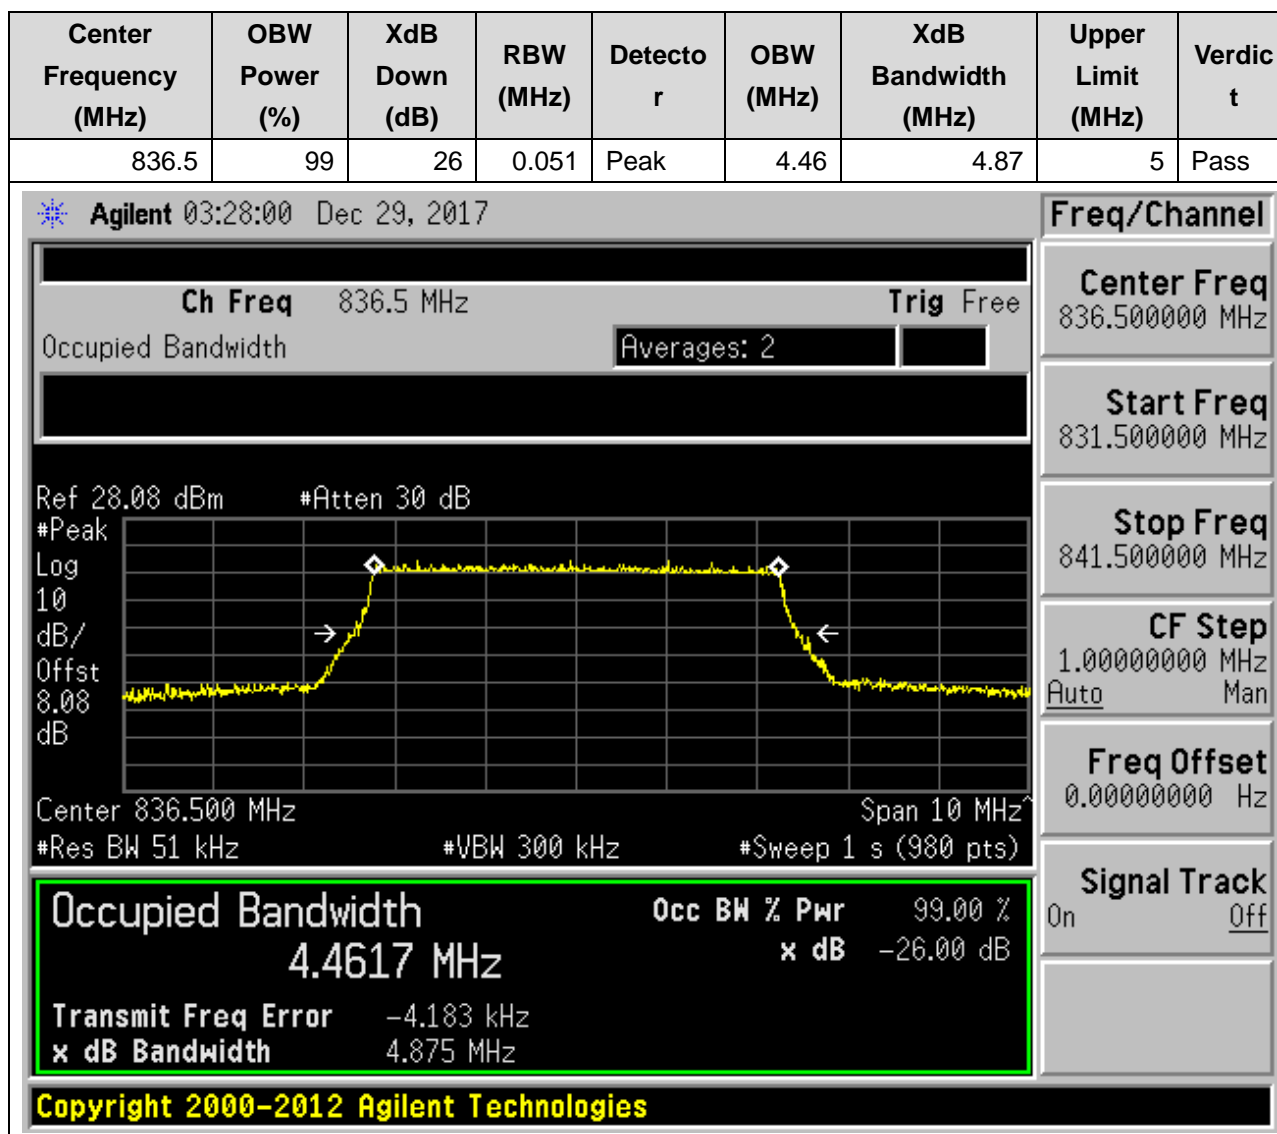 Center Frequency (MHz) OBW Power (%) XdB Down (dB) RBW (MHz) Detecto r OBW (MHz) XdB Bandwidth (MHz) Upper Limit (MHz) Verdic t
836.5 99 26 0.051 Peak 4.46 4.87 5 Pass
Agilent 03:28:00 Dec 29, 2017
Ch Freq 836.5 MHz Trig Free
Occupied Bandwidth Averages: 2
Ref 28.08 dBm #Atten 30 dB
#Peak
Log
10
dB/
Offst
8.08
dB
Center 836.500 MHz Span 10 MHz^
#Res BW 51 kHz #VBW 300 kHz #Sweep 1 s (980 pts)
Occupied Bandwidth Occ BW % Pwr 99.00 %
4.4617 MHz x dB -26.00 dB
Transmit Freq Error -4.183 kHz
x dB Bandwidth 4.875 MHz
Copyright 2000-2012 Agilent Technologies
Freq/Channel
Center Freq
836.500000 MHz
Start Freq
831.500000 MHz
Stop Freq
841.500000 MHz
CF Step
1.00000000 MHz
Auto Man
Freq Offset
0.00000000 Hz
Signal Track
On Off